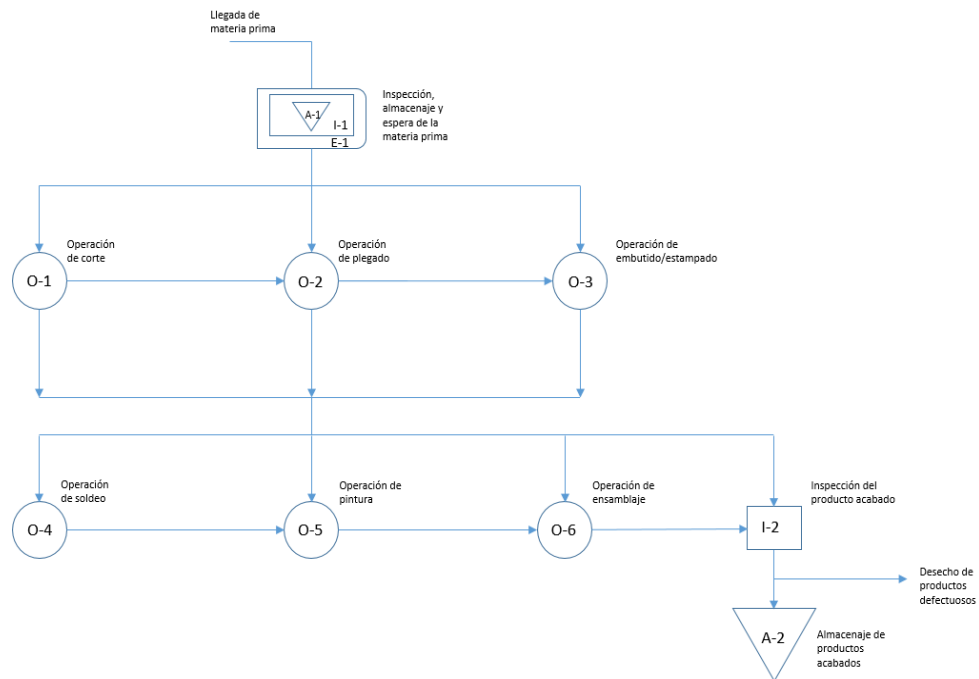 Llegada de
materia prima
A-1
I-1
E-1
Inspección,
almacenaje y
espera de la
materia prima
Operación
de corte
O-1
Operación
de plegado
O-2
Operación de
embutido/estampado
O-3
Operación
de soldeo
O-4
Operación de
pintura
O-5
Operación de
ensamblaje
O-6
Inspección del
producto acabado
I-2
Desecho de
productos
defectuosos
A-2
Almacenaje de
productos
acabados